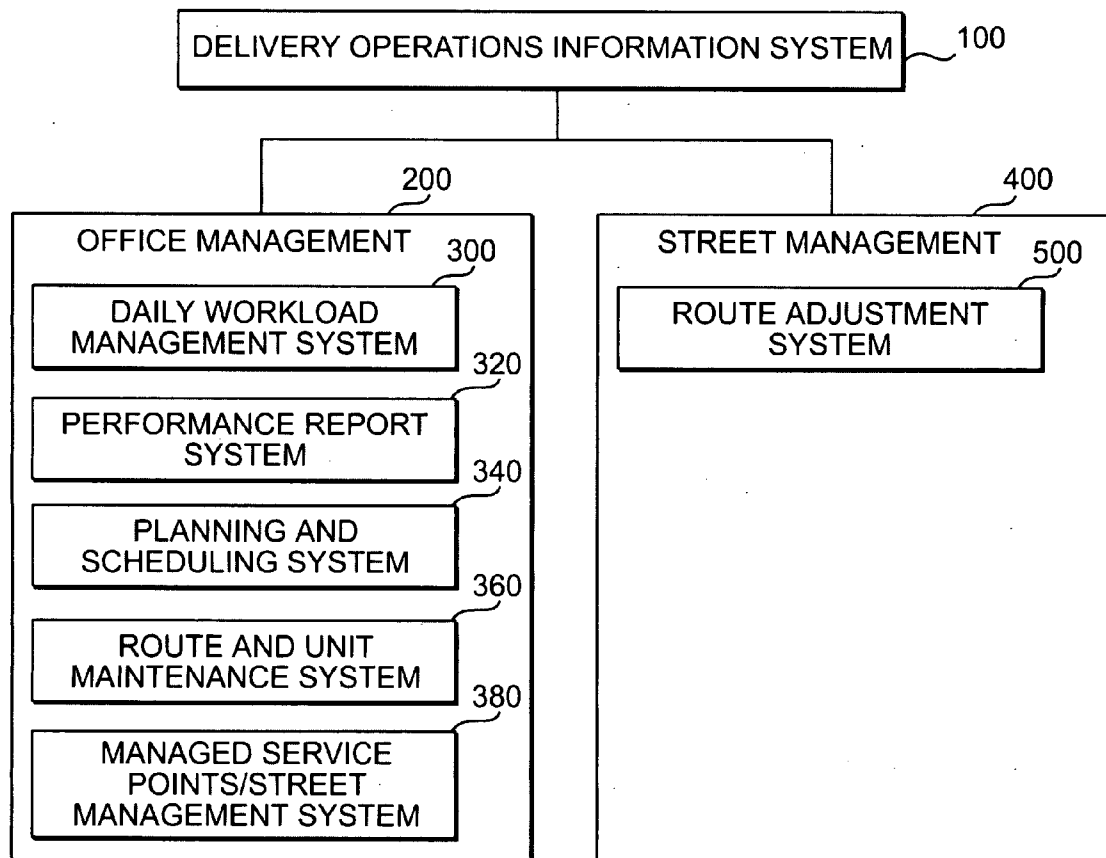 DELIVERY OPERATIONS INFORMATION SYSTEM
100
200
OFFICE MANAGEMENT
300
DAILY WORKLOAD
MANAGEMENT SYSTEM
320
PERFORMANCE REPORT
SYSTEM
340
PLANNING AND
SCHEDULING SYSTEM
360
ROUTE AND UNIT
MAINTENANCE SYSTEM
380
MANAGED SERVICE
POINTS/STREET
MANAGEMENT SYSTEM
400
STREET MANAGEMENT
500
ROUTE ADJUSTMENT
SYSTEM